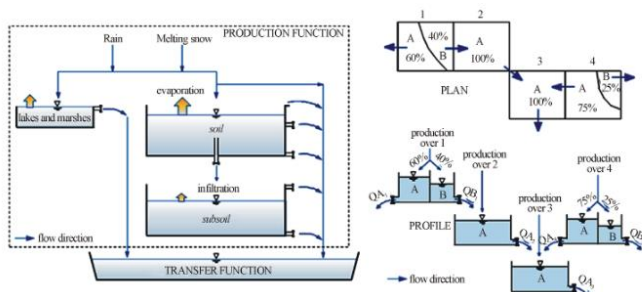 PRODUCTION FUNCTION
Rain
Melting snow
evaporation
lakes and marshes
soil
infiltration
subsoil
flow direction
TRANSFER FUNCTION
1
2
A
60%
40%
B
A
100%
3
4
A
100%
A
75%
B
25%
PLAN
production
over 1
60%
40%
production
over 2
production
over 3
production
over 4
75%
25%
QA
A
B
QB
PROFILE
A
QA
QA
A
B
QB
A
QA
flow direction